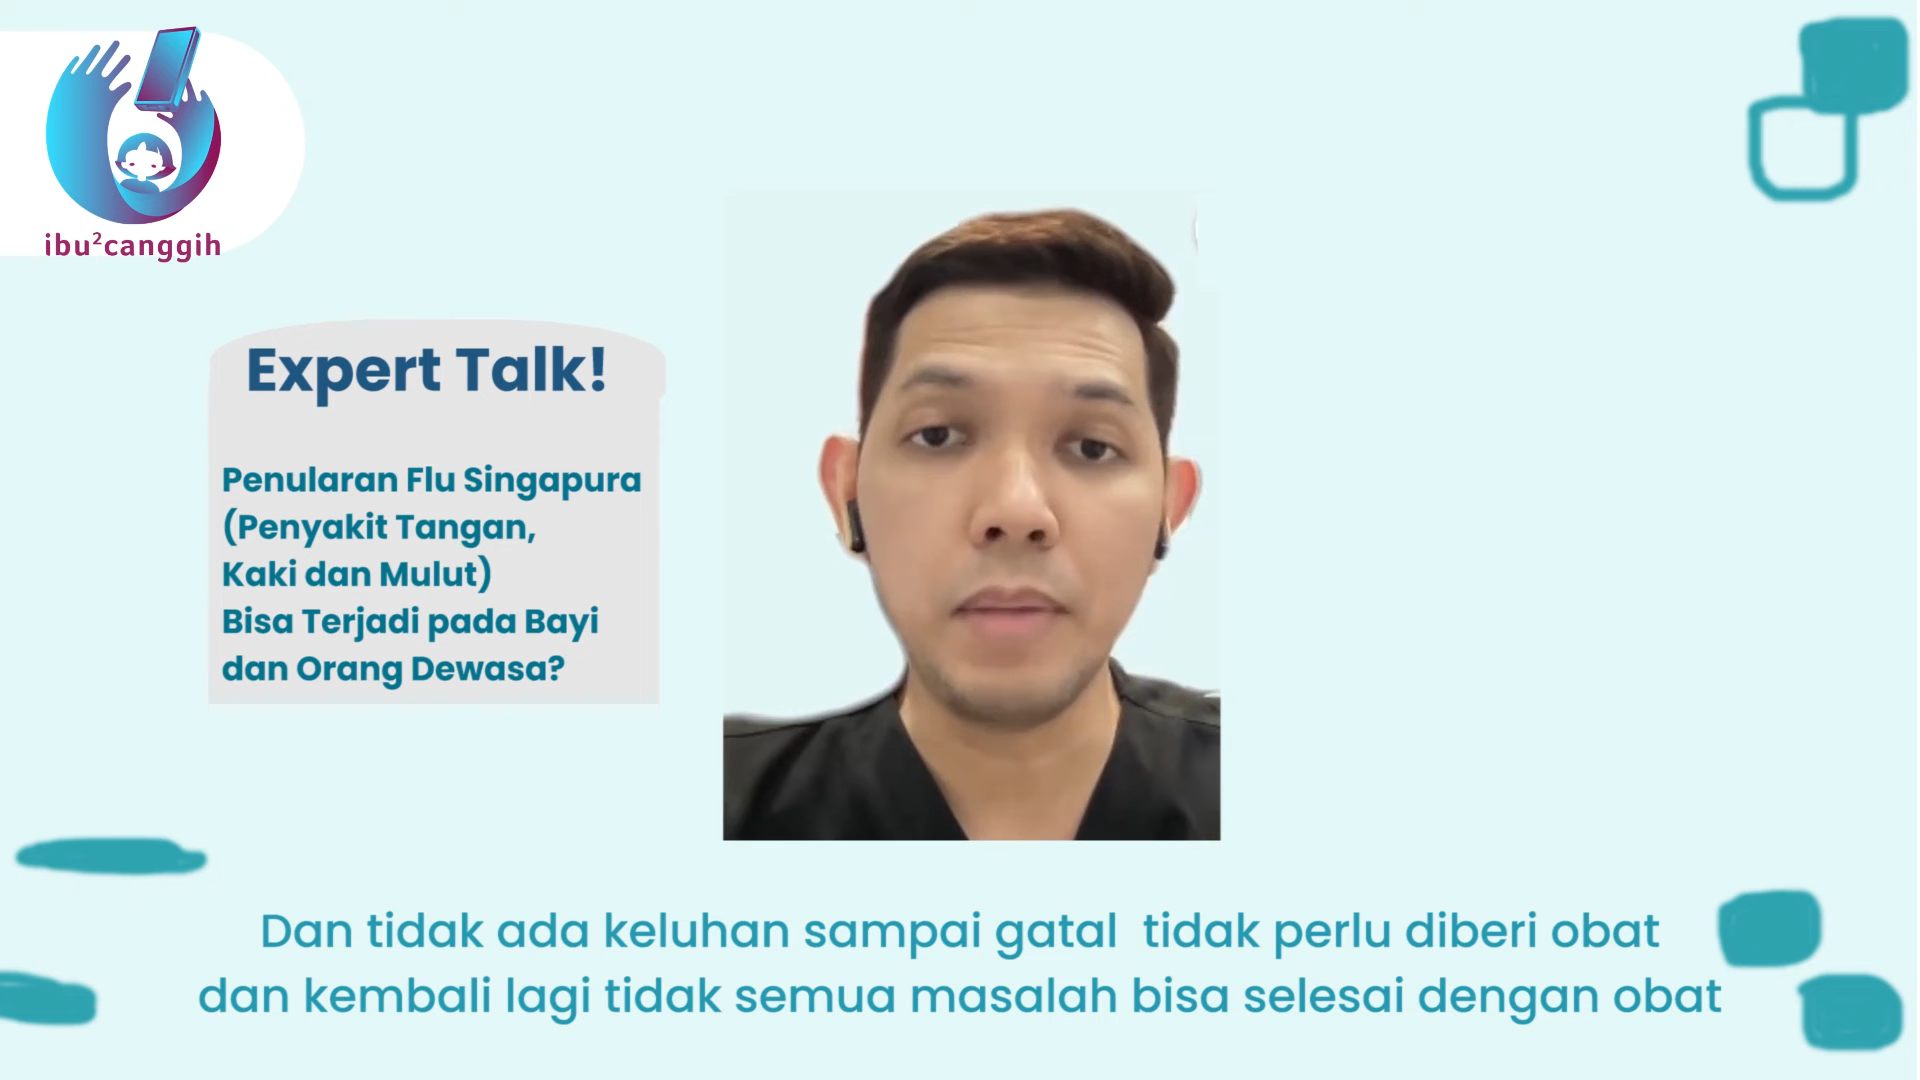 ibu²canggih
Expert Talk!
Penularan Flu Singapura
(Penyakit Tangan,
Kaki dan Mulut)
Bisa Terjadi pada Bayi
dan Orang Dewasa?
Dan tidak ada keluhan sampai gatal  tidak perlu diberi obat
dan kembali lagi tidak semua masalah bisa selesai dengan obat